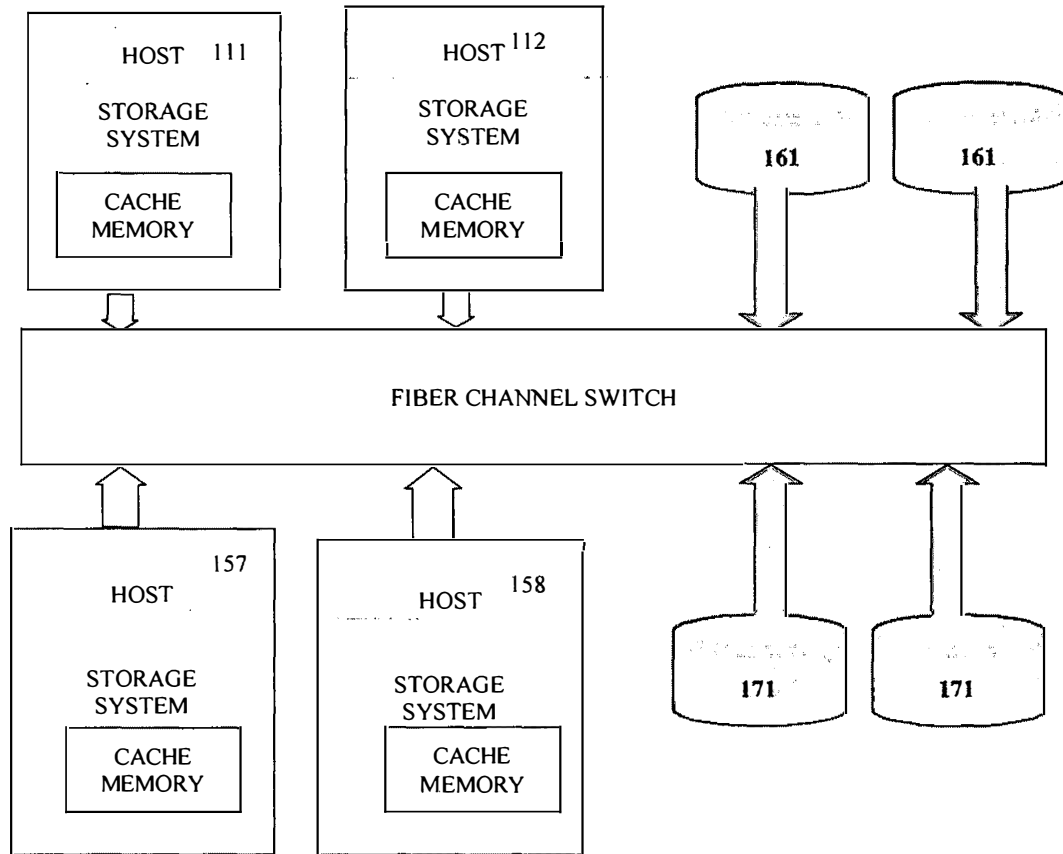 HOST 111
STORAGE
SYSTEM
CACHE
MEMORY
HOST 112
STORAGE
SYSTEM
CACHE
MEMORY
161
161
FIBER CHANNEL SWITCH
HOST 157
STORAGE
SYSTEM
CACHE
MEMORY
HOST 158
STORAGE
SYSTEM
CACHE
MEMORY
171
171